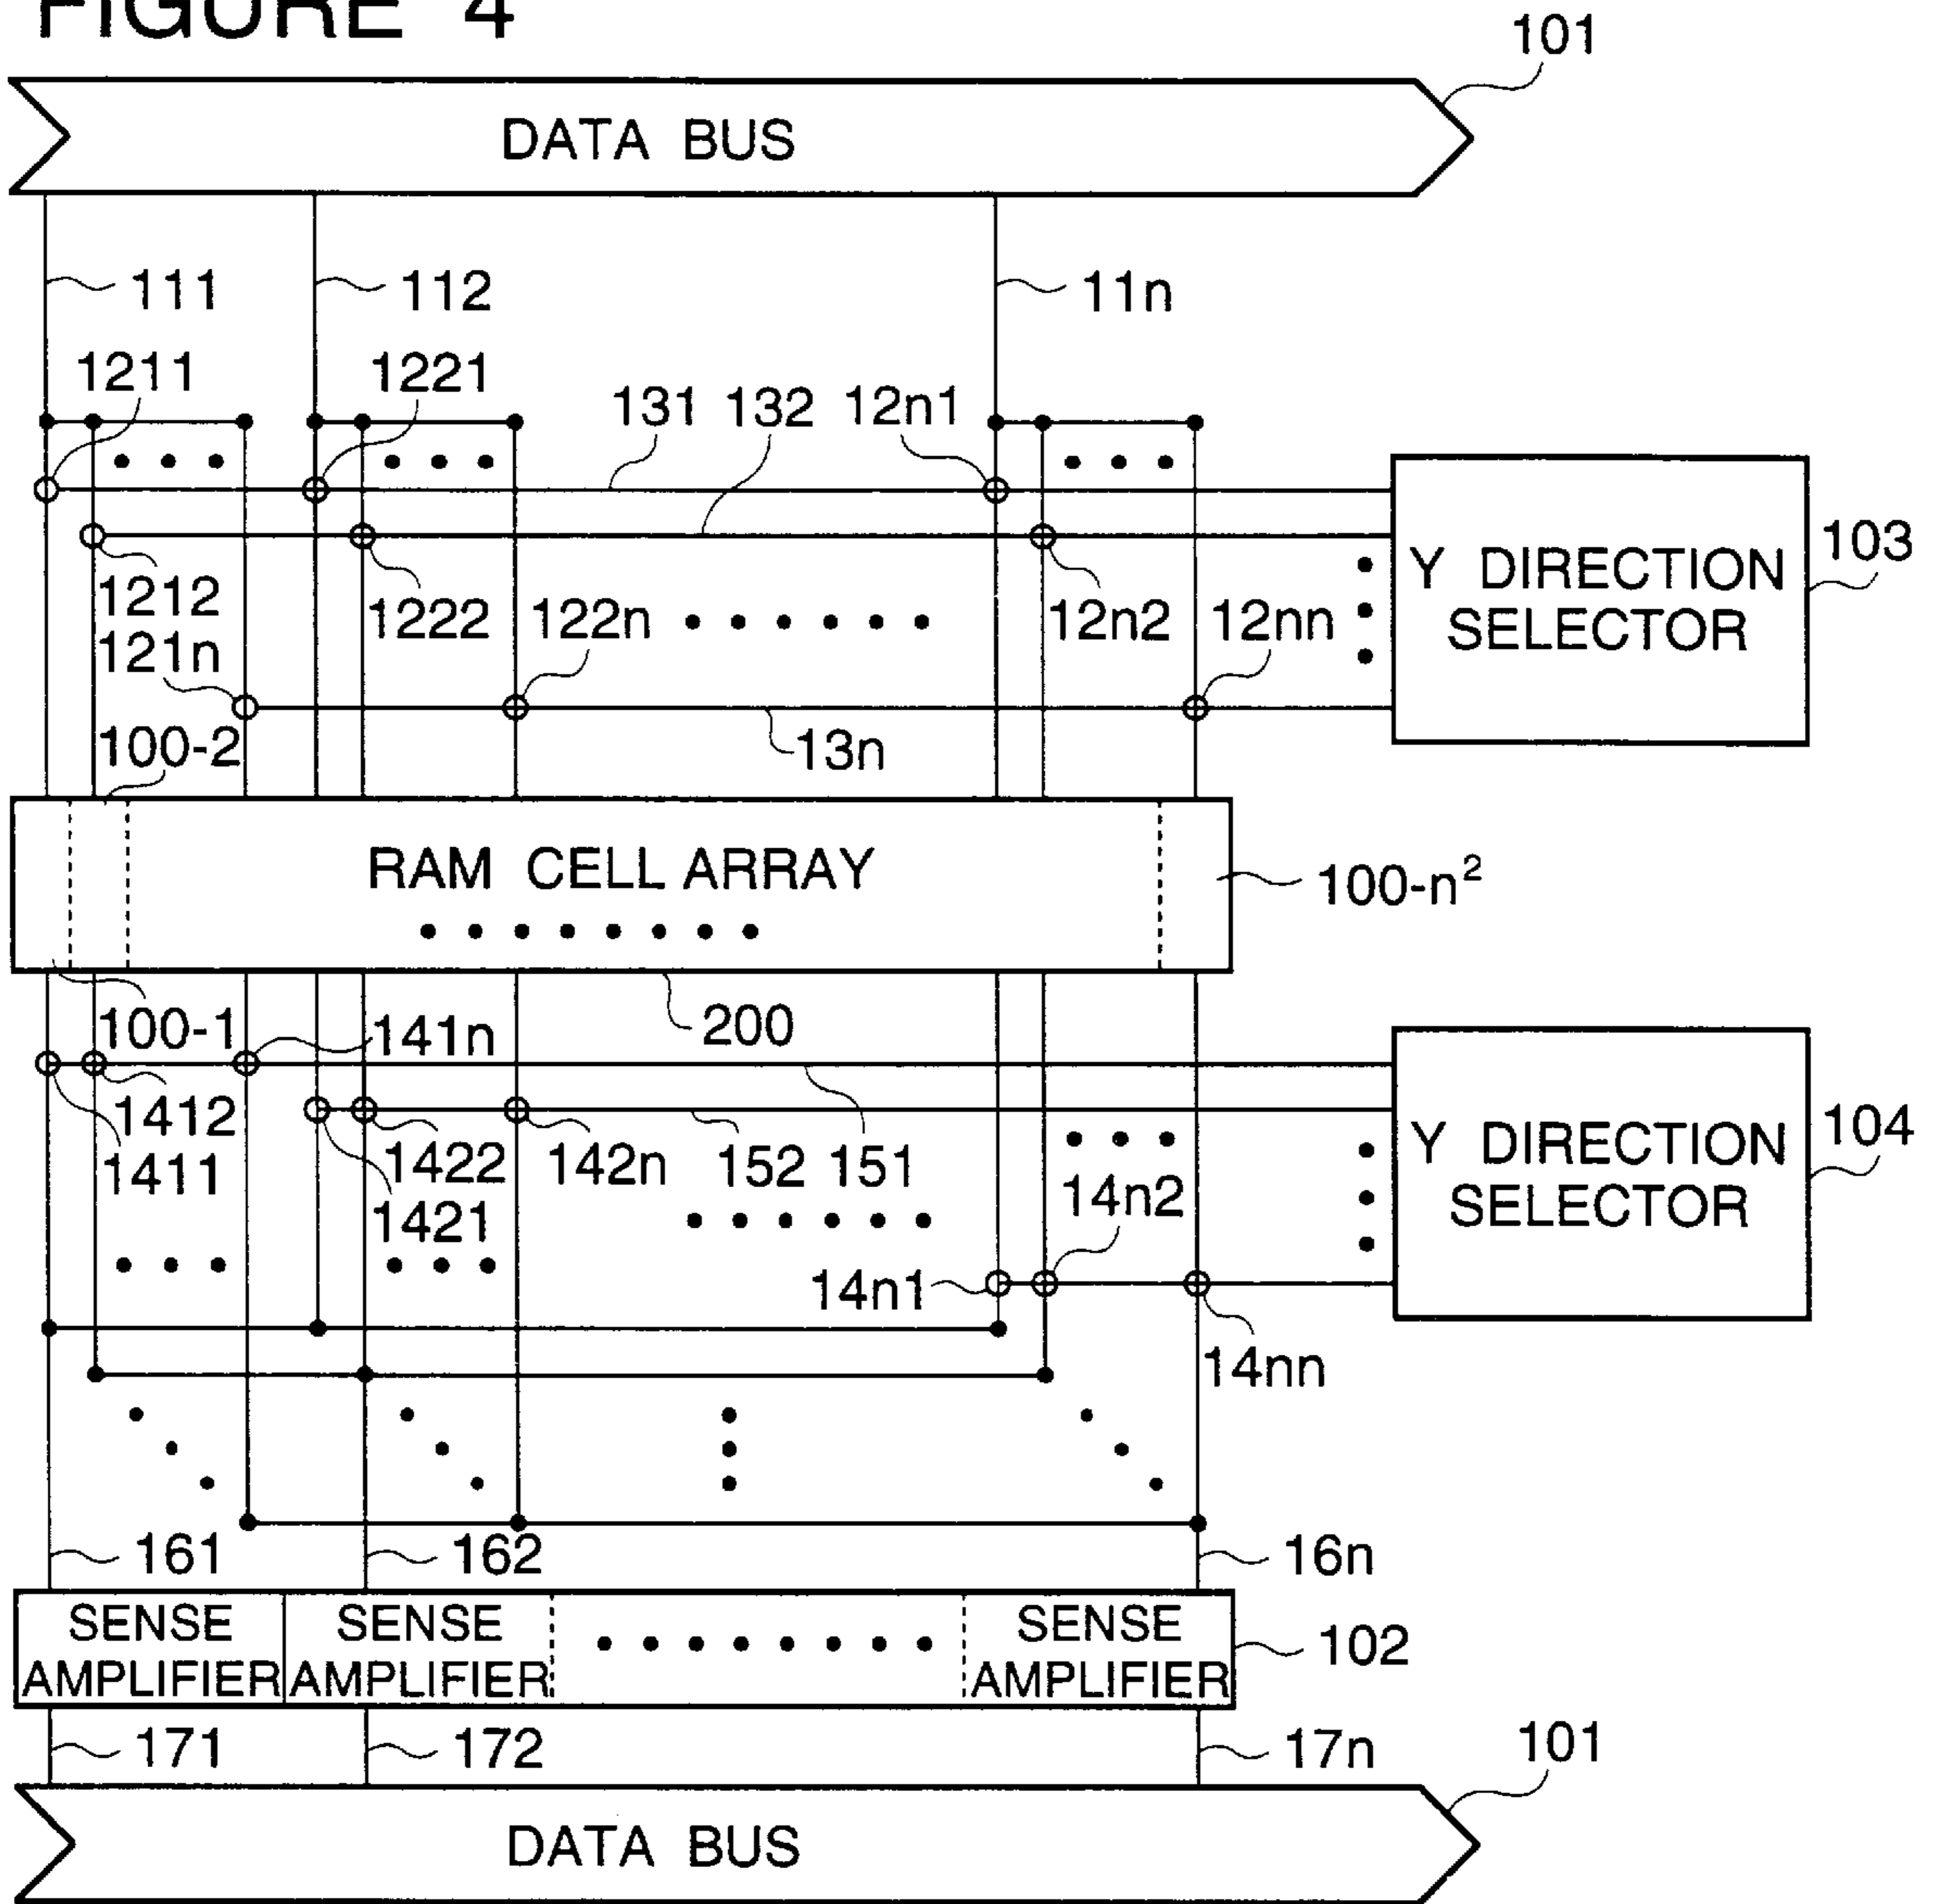 FIGURE 4
101
DATA BUS
111
112
11n
1211
1221
131
132
12n1
Y DIRECTION
SELECTOR
103
1212
1222
122n
12n2
12nn
121n
100-2
13n
RAM CELL ARRAY
100-n²
100-1
141n
200
1412
1411
1422
1421
142n
152
151
14n2
Y DIRECTION
SELECTOR
104
14n1
14nn
161
162
16n
SENSE
AMPLIFIER
SENSE
AMPLIFIER
SENSE
AMPLIFIER
102
171
172
17n
101
DATA BUS